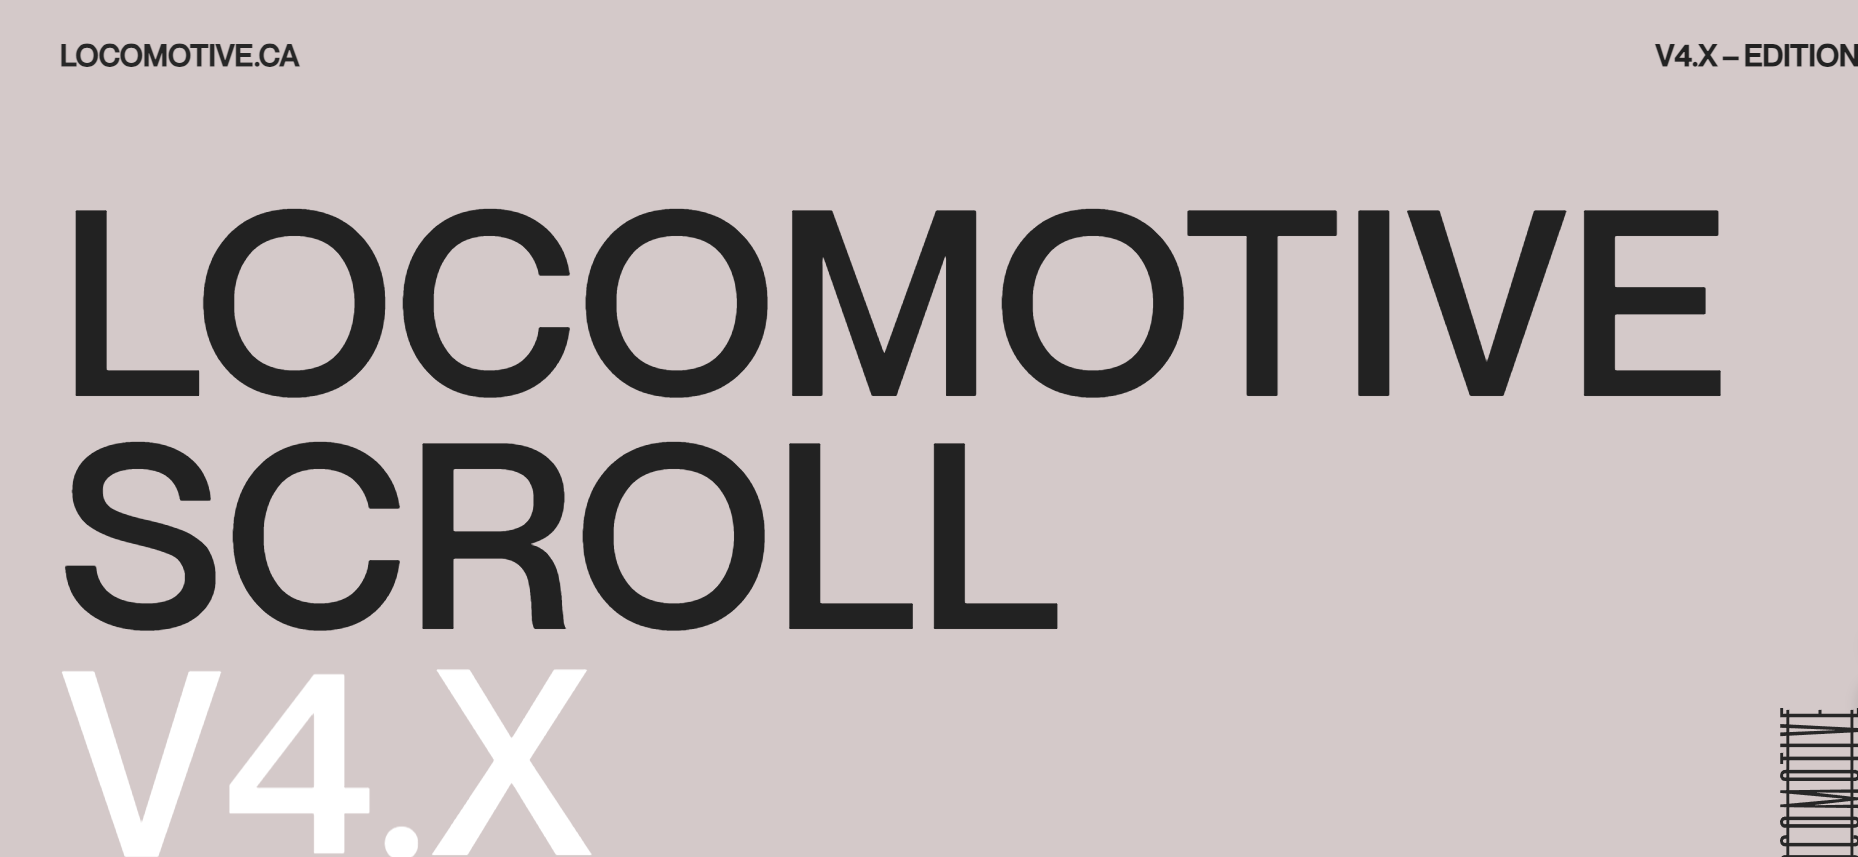 LOCOMOTIVE.CA
V4.X – EDITION
LOCOMOTIVE
SCROLL
V4.X